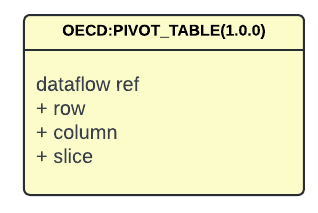 OECD:PIVOT_TABLE(1.0.0)
dataflow ref
+ row
+ column
+ slice